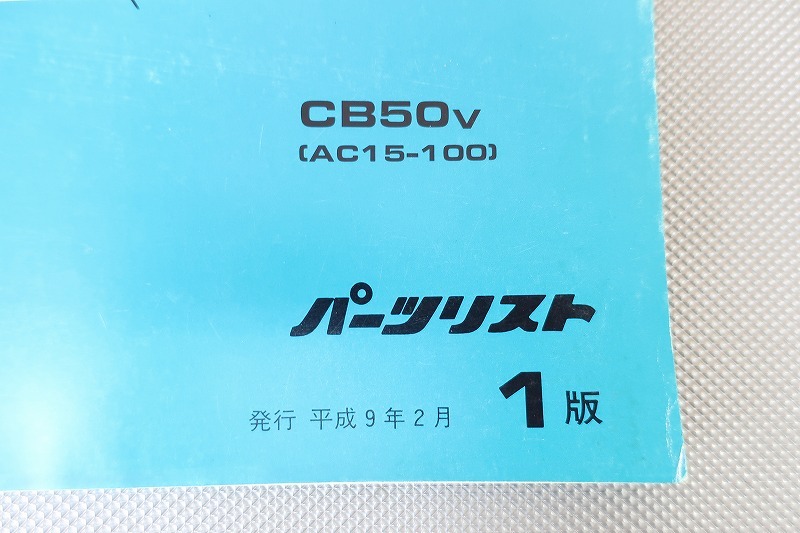 CB50V
(AC15-100)
パーツリスト
発行 平成9年2月 1版